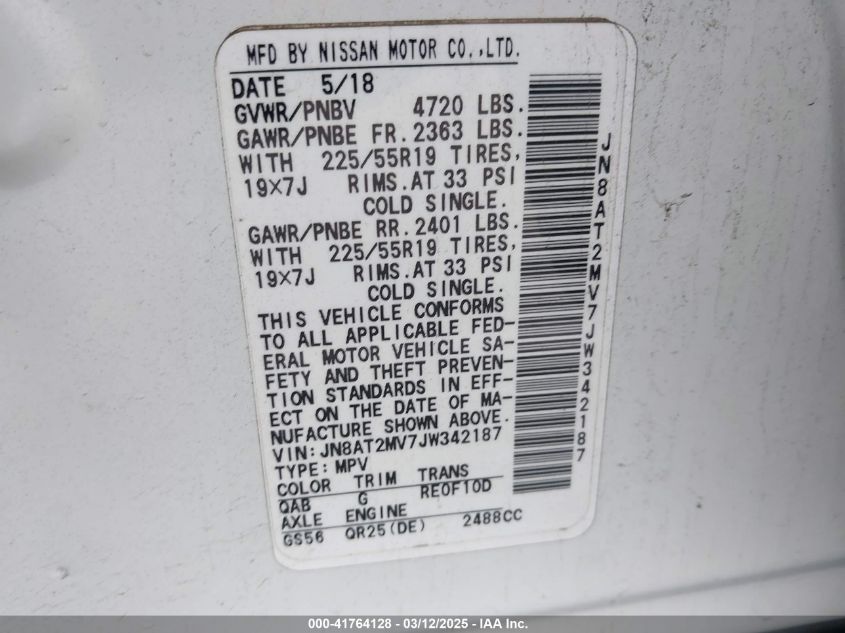 MFD BY NISSAN MOTOR CO.,LTD.
DATE 5/18
GVWR/PNBV 4720 LBS.
GAWR/PNBE FR. 2363 LBS.
WITH 225/55R19 TIRES,
19×7J RIMS.AT 33 PSI
COLD SINGLE.
GAWR/PNBE RR. 2401 LBS.
WITH 225/55R19 TIRES,
19×7J RIMS.AT 33 PSI
COLD SINGLE.
THIS VEHICLE CONFORMS
TO ALL APPLICABLE FED-
ERAL MOTOR VEHICLE SA-
FETY AND THEFT PREVEN-
TION STANDARDS IN EFF-
ECT ON THE DATE OF MA-
NUFACTURE SHOWN ABOVE.
VIN:JN8AT2MV7JW342187
TYPE:MPV
COLOR TRIM TRANS
QAB G RE0F10D
AXLE ENGINE
GS56 QR25(DE) 2488CC
JN8AT2MV7JW342187
000-41764128 - 03/12/2025 - IAA Inc.